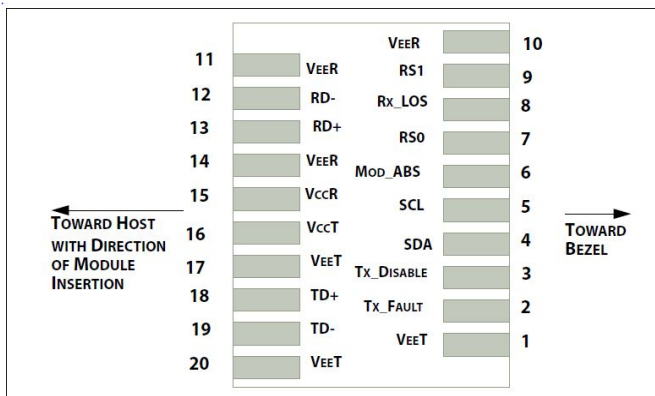 11 VEER
12 RD-
13 RD+
14 VEER
15 VCCR
16 VCCT
17 VEET
18 TD+
19 TD-
20 VEET
VEER 10
RS1 9
RX_LOS 8
RS0 7
MOD_ABS 6
SCL 5
SDA 4
TX_DISABLE 3
TX_FAULT 2
VEET 1
TOWARD HOST
WITH DIRECTION
OF MODULE
INSERTION
TOWARD
BEZEL